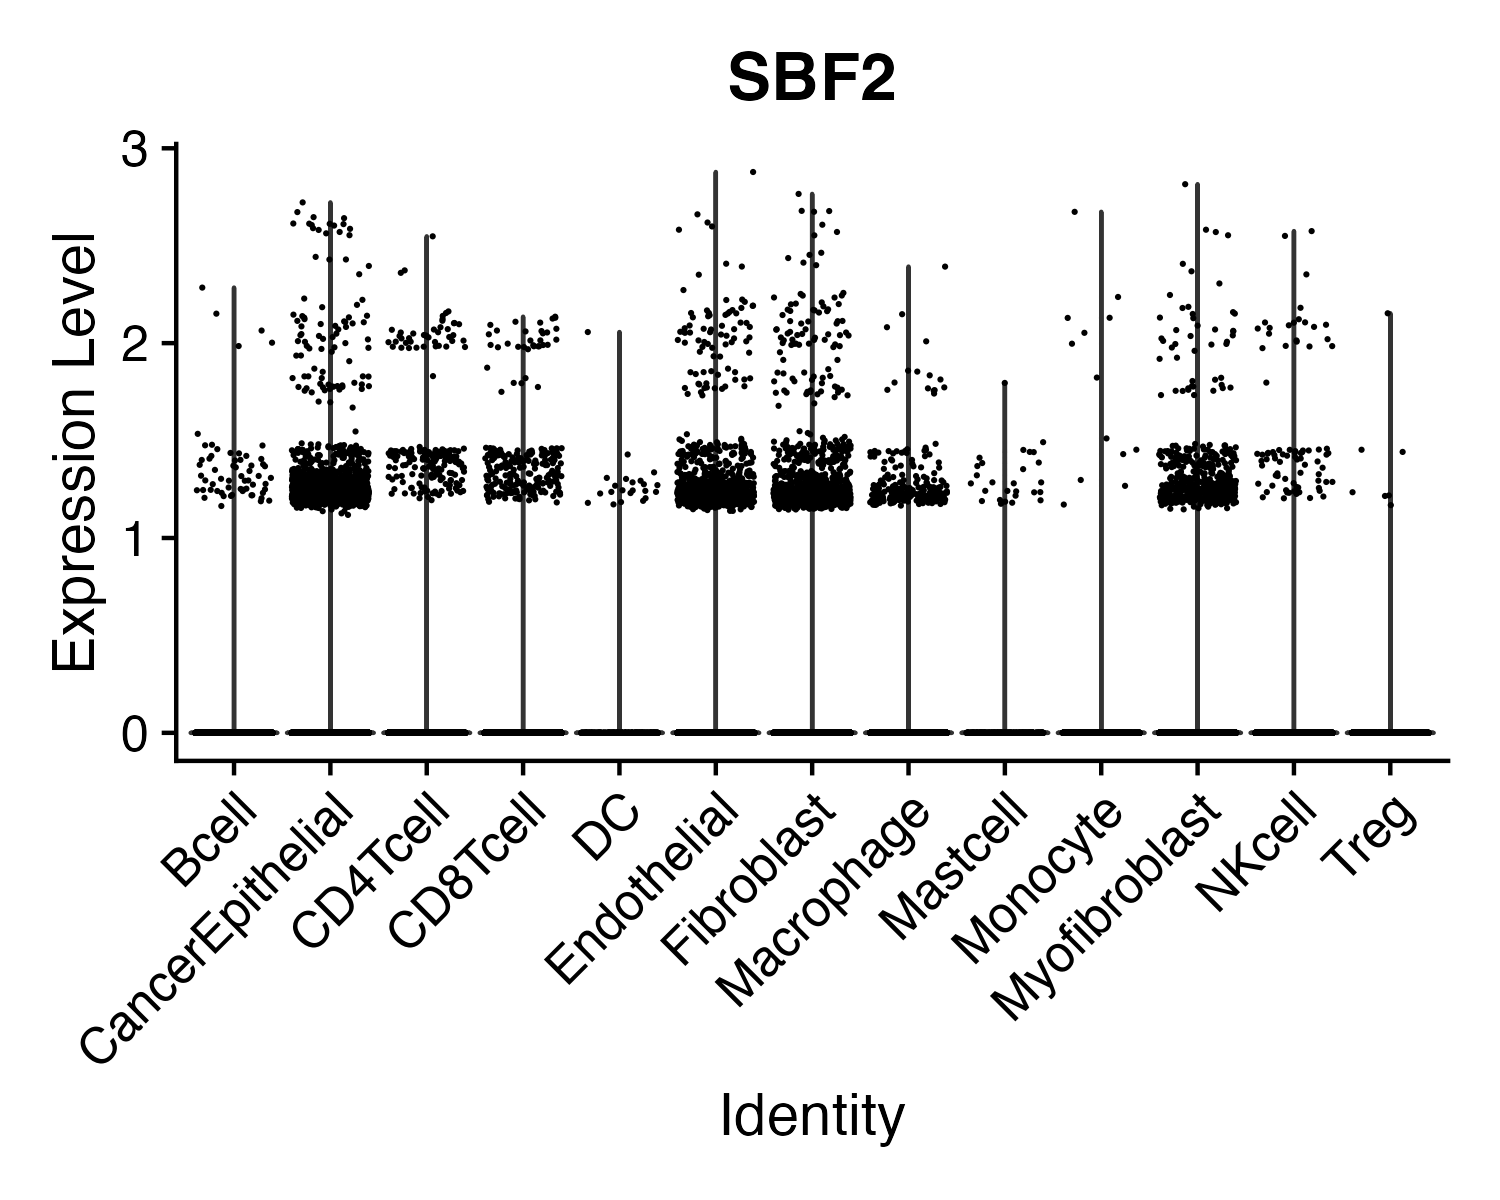 SBF2
Expression Level
3
2
1
0
Bcell
CancerEpithelial
CD4Tcell
CD8Tcell
DC
Endothelial
Fibroblast
Macrophage
Mastcell
Monocyte
Myofibroblast
NKcell
Treg
Identity